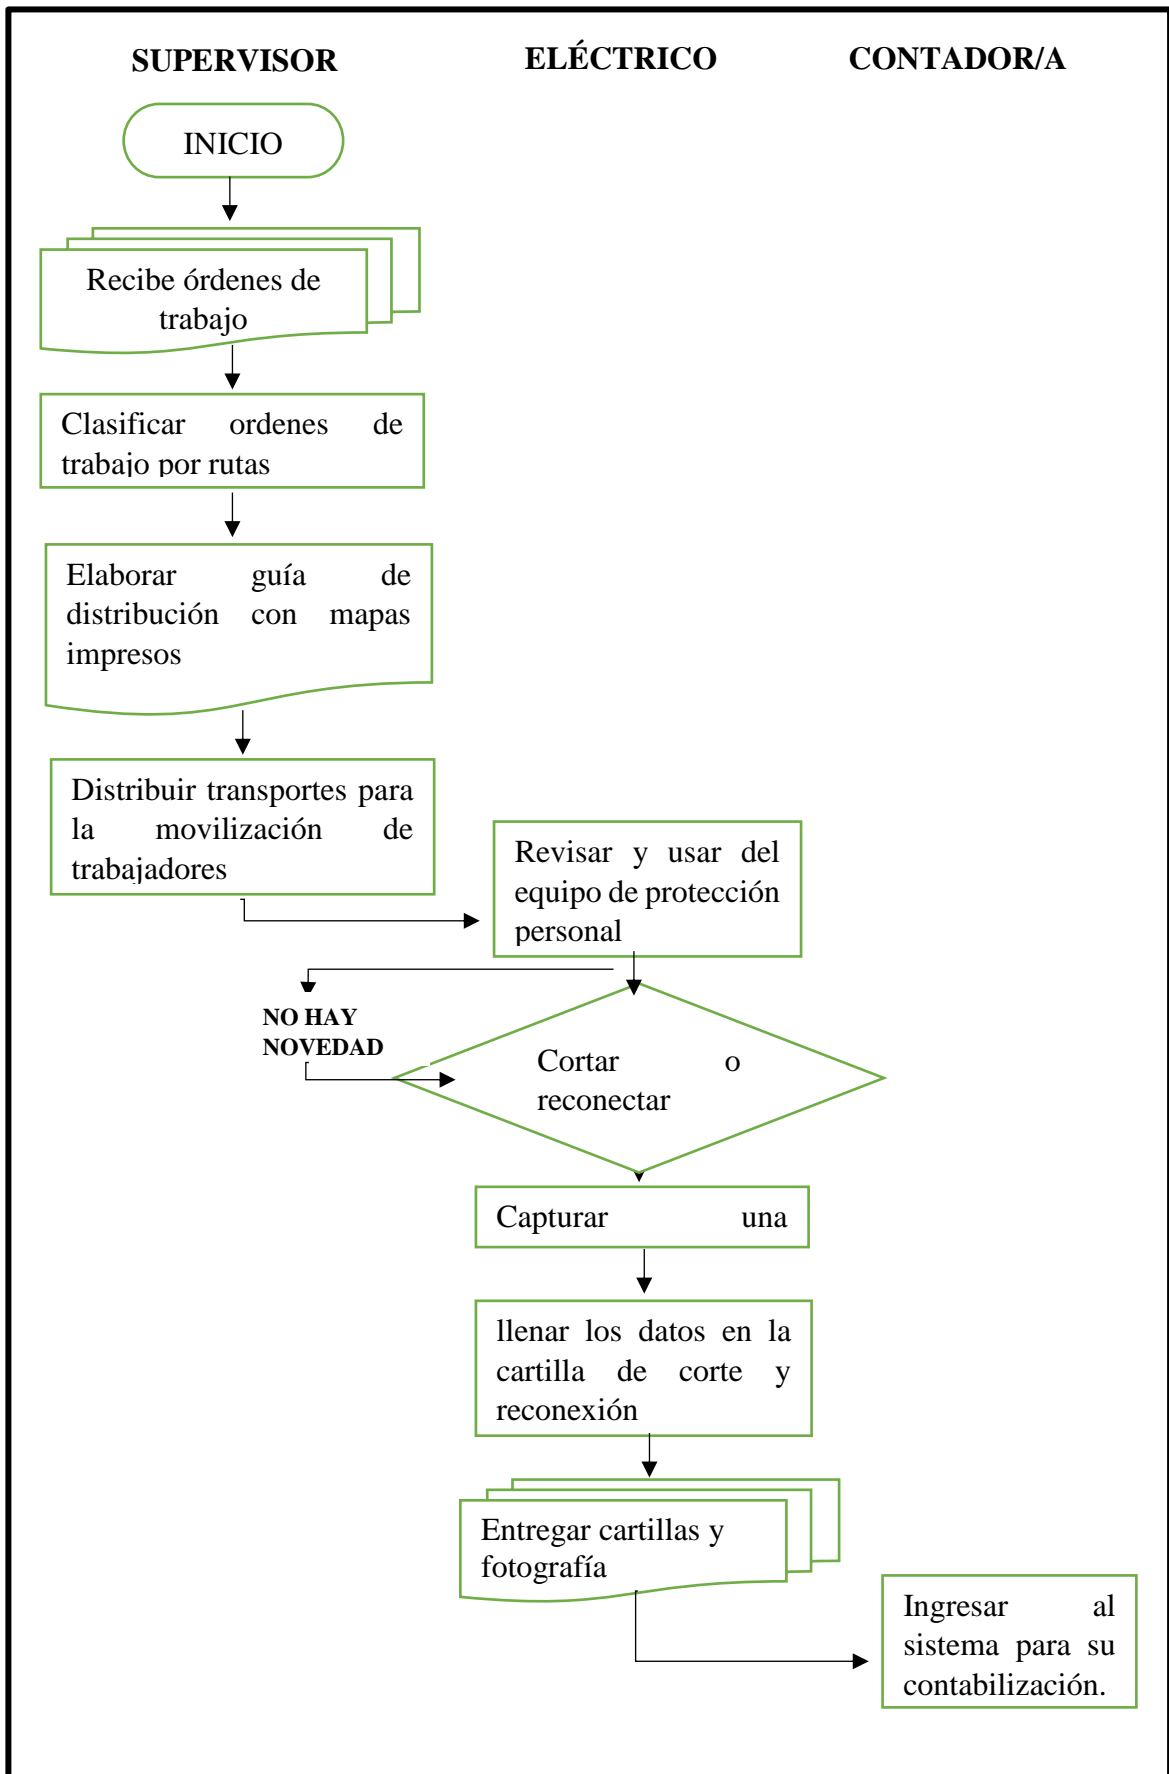 SUPERVISOR
ELÉCTRICO
CONTADOR/A
INICIO
Recibe órdenes de
trabajo
Clasificar ordenes de
trabajo por rutas
Elaborar guía de
distribución con mapas
impresos
Distribuir transportes para
la movilización de
trabajadores
Revisar y usar del
equipo de protección
personal
NO HAY
NOVEDAD
Cortar o
reconectar
Capturar una
llenar los datos en la
cartilla de corte y
reconexión
Entregar cartillas y
fotografía
Ingresar al
sistema para su
contabilización.